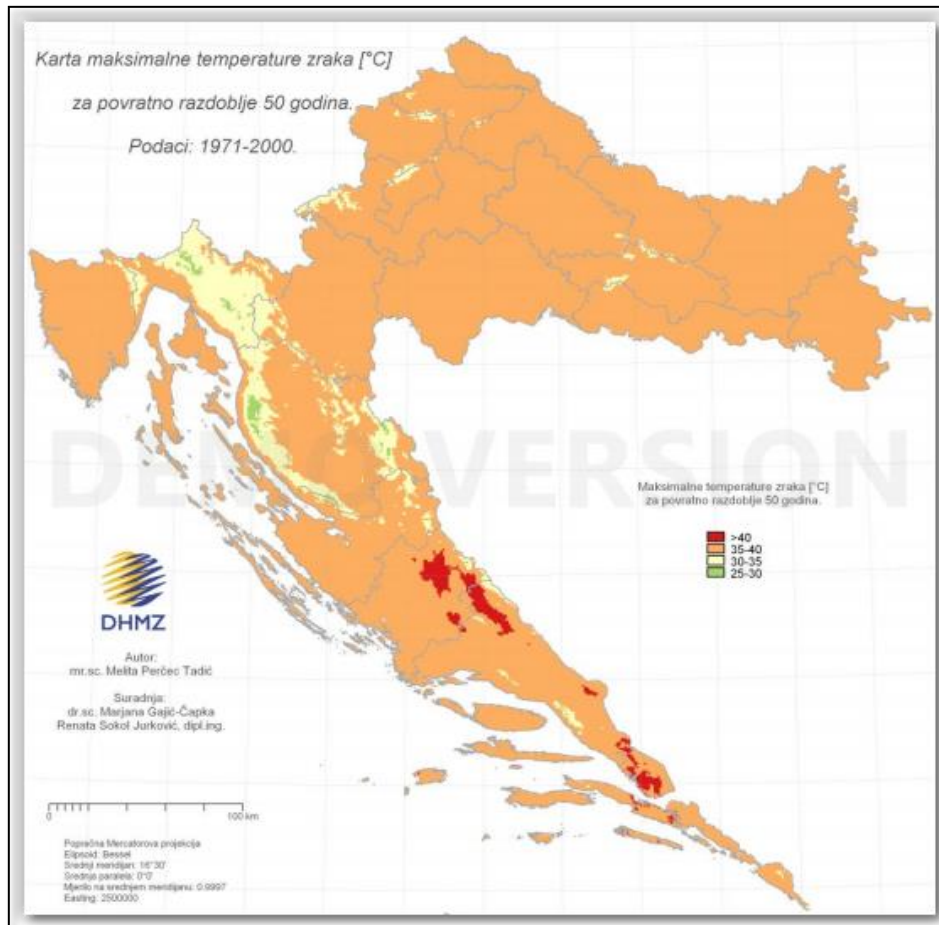 Karta maksimalne temperature zraka [°C]
za povratno razdoblje 50 godina.
Podaci: 1971-2000.
DEMO VERSION
Maksimalne temperature zraka [°C]
za povratno razdoblje 50 godina.
>40
35-40
30-35
25-30
DHMZ
Autor:
mr.sc. Melita Perčec Tadić
Suradnja:
dr.sc. Marjana Gajić-Čapka
Renata Sokol Jurković, dipl.ing.
0 100 km
Poprečna Mercatorova projekcija
Elipsoid: Bessel
Srednji meridijan: 16°30'
Srednja paralela: 0°0'
Mjerilo na srednjem meridijanu: 0.9997
Easting: 2500000